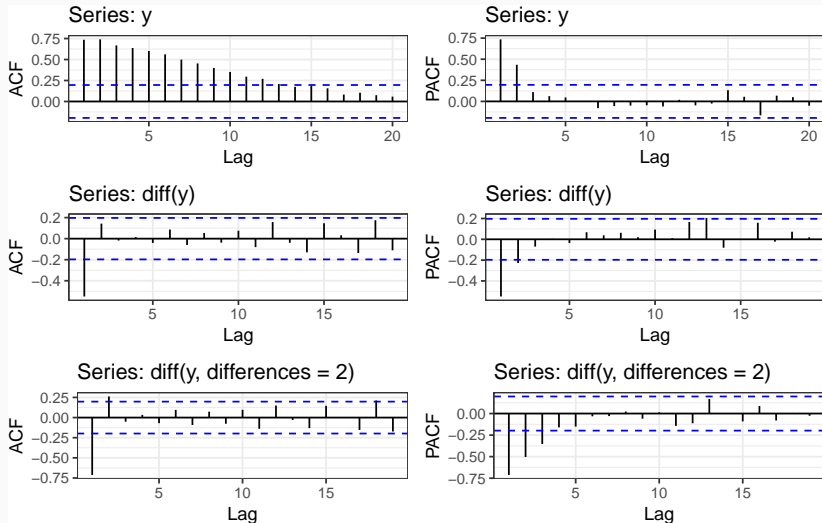 Series: y
0.75
0.50
0.25
0.00
ACF
5
10
15
20
Lag
Series: y
0.75
0.50
0.25
0.00
PACF
5
10
15
20
Lag
Series: diff(y)
0.2
0.0
−0.2
−0.4
ACF
5
10
15
Lag
Series: diff(y)
0.2
0.0
−0.2
−0.4
PACF
5
10
15
Lag
Series: diff(y, differences = 2)
0.25
0.00
−0.25
−0.50
−0.75
ACF
5
10
15
Lag
Series: diff(y, differences = 2)
0.00
−0.25
−0.50
−0.75
PACF
5
10
15
Lag